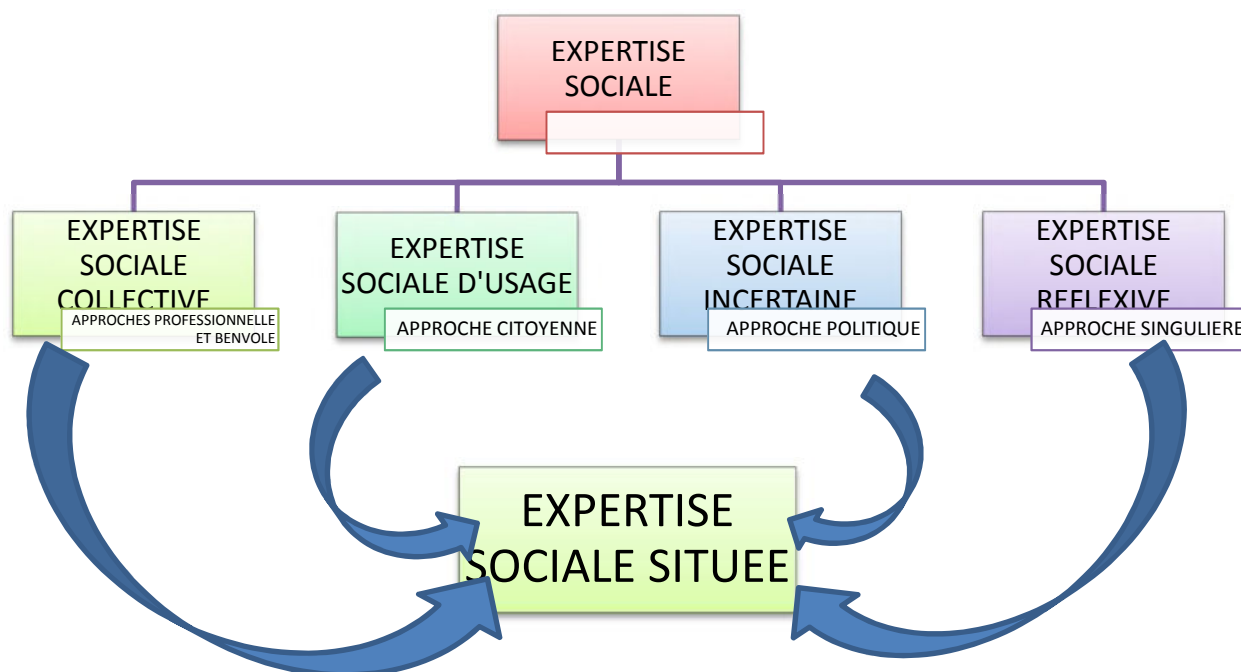 EXPERTISE
SOCIALE
EXPERTISE
SOCIALE
COLLECTIVE
APPROCHES PROFESSIONNELLE
ET BENVOLE
EXPERTISE
SOCIALE D'USAGE
APPROCHE CITOYENNE
EXPERTISE
SOCIALE
INCERTAINE
APPROCHE POLITIQUE
EXPERTISE
SOCIALE
REFLEXIVE
APPROCHE SINGULIERE
EXPERTISE
SOCIALE SITUEE